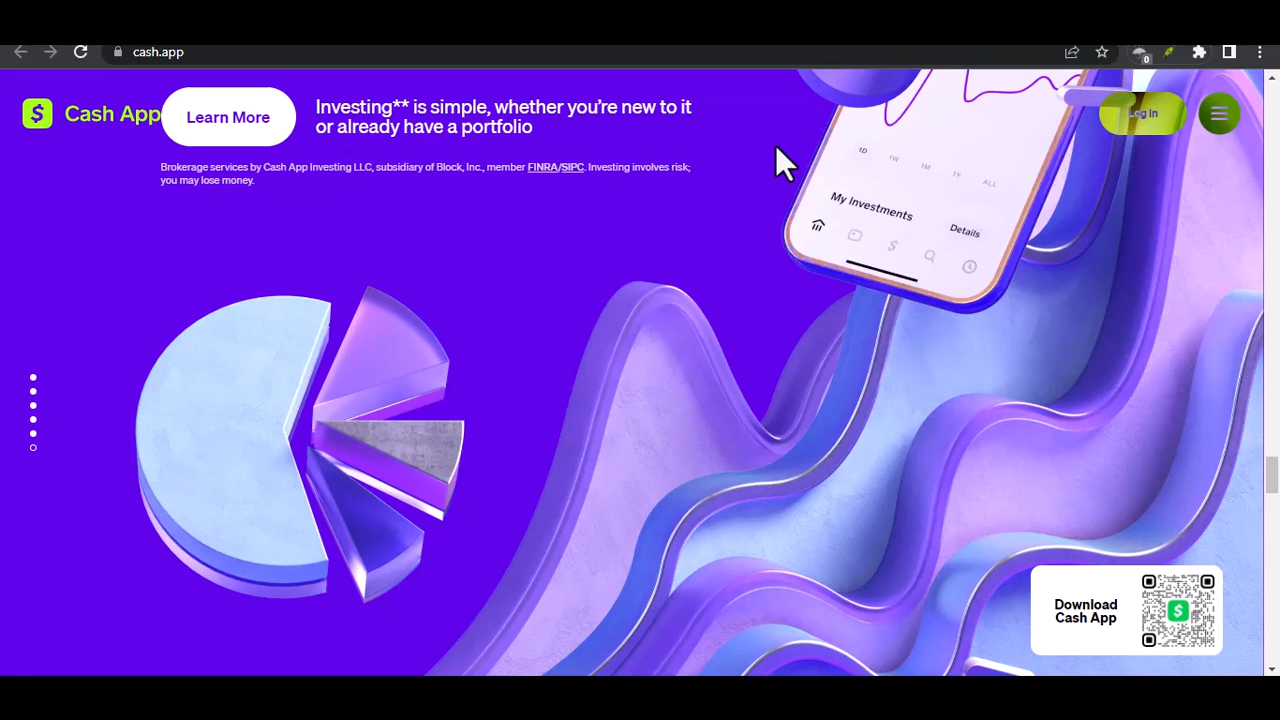 cash.app
0
Cash App
Learn More
Investing** is simple, whether you're new to it
or already have a portfolio
Log in
Brokerage services by Cash App Investing LLC, subsidiary of Block, Inc., member FINRA/SIPC. Investing involves risk;
you may lose money.
1D
1W
1M
1Y
ALL
My Investments
Details
$
Download
Cash App
$